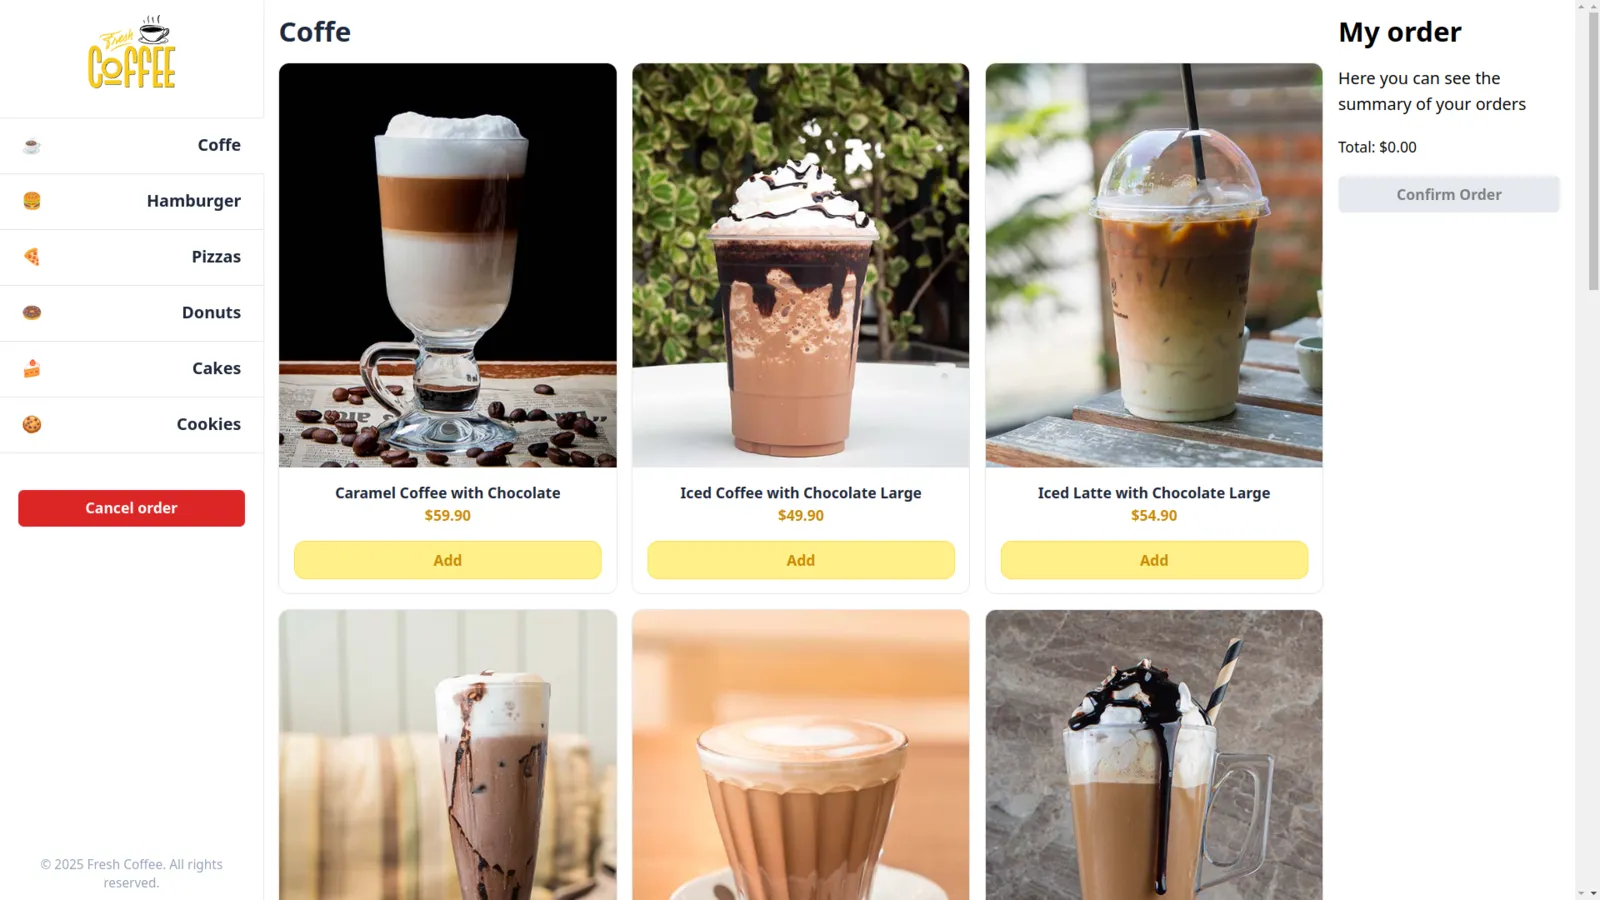 Fresh
COFFEE
Coffe
Hamburger
Pizzas
Donuts
Cakes
Cookies
Cancel order
© 2025 Fresh Coffee. All rights
reserved.
Coffe
Caramel Coffee with Chocolate
$59.90
Add
Iced Coffee with Chocolate Large
$49.90
Add
Iced Latte with Chocolate Large
$54.90
Add
My order
Here you can see the
summary of your orders
Total: $0.00
Confirm Order